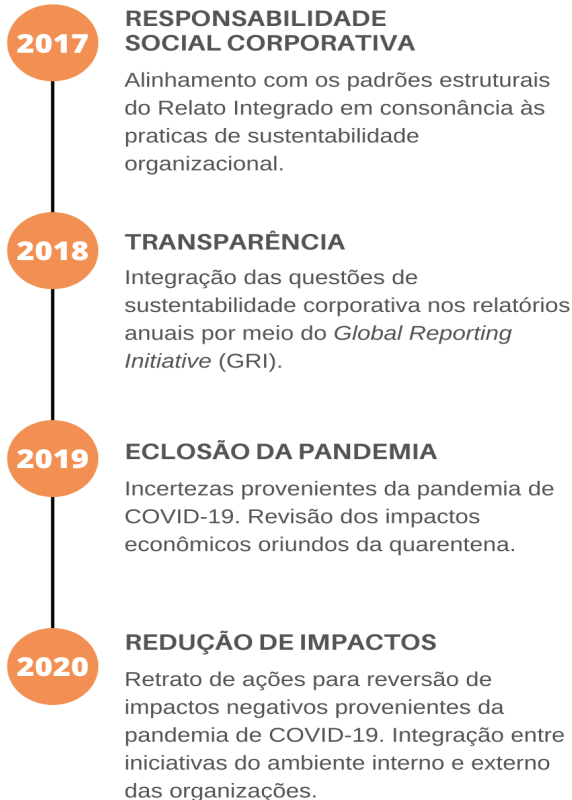 2017
RESPONSABILIDADE
SOCIAL CORPORATIVA
Alinhamento com os padrões estruturais
do Relato Integrado em consonância às
praticas de sustentabilidade
organizacional.
2018
TRANSPARÊNCIA
Integração das questões de
sustentabilidade corporativa nos relatórios
anuais por meio do Global Reporting
Initiative (GRI).
2019
ECLOSÃO DA PANDEMIA
Incertezas provenientes da pandemia de
COVID-19. Revisão dos impactos
econômicos oriundos da quarentena.
2020
REDUÇÃO DE IMPACTOS
Retrato de ações para reversão de
impactos negativos provenientes da
pandemia de COVID-19. Integração entre
iniciativas do ambiente interno e externo
das organizações.